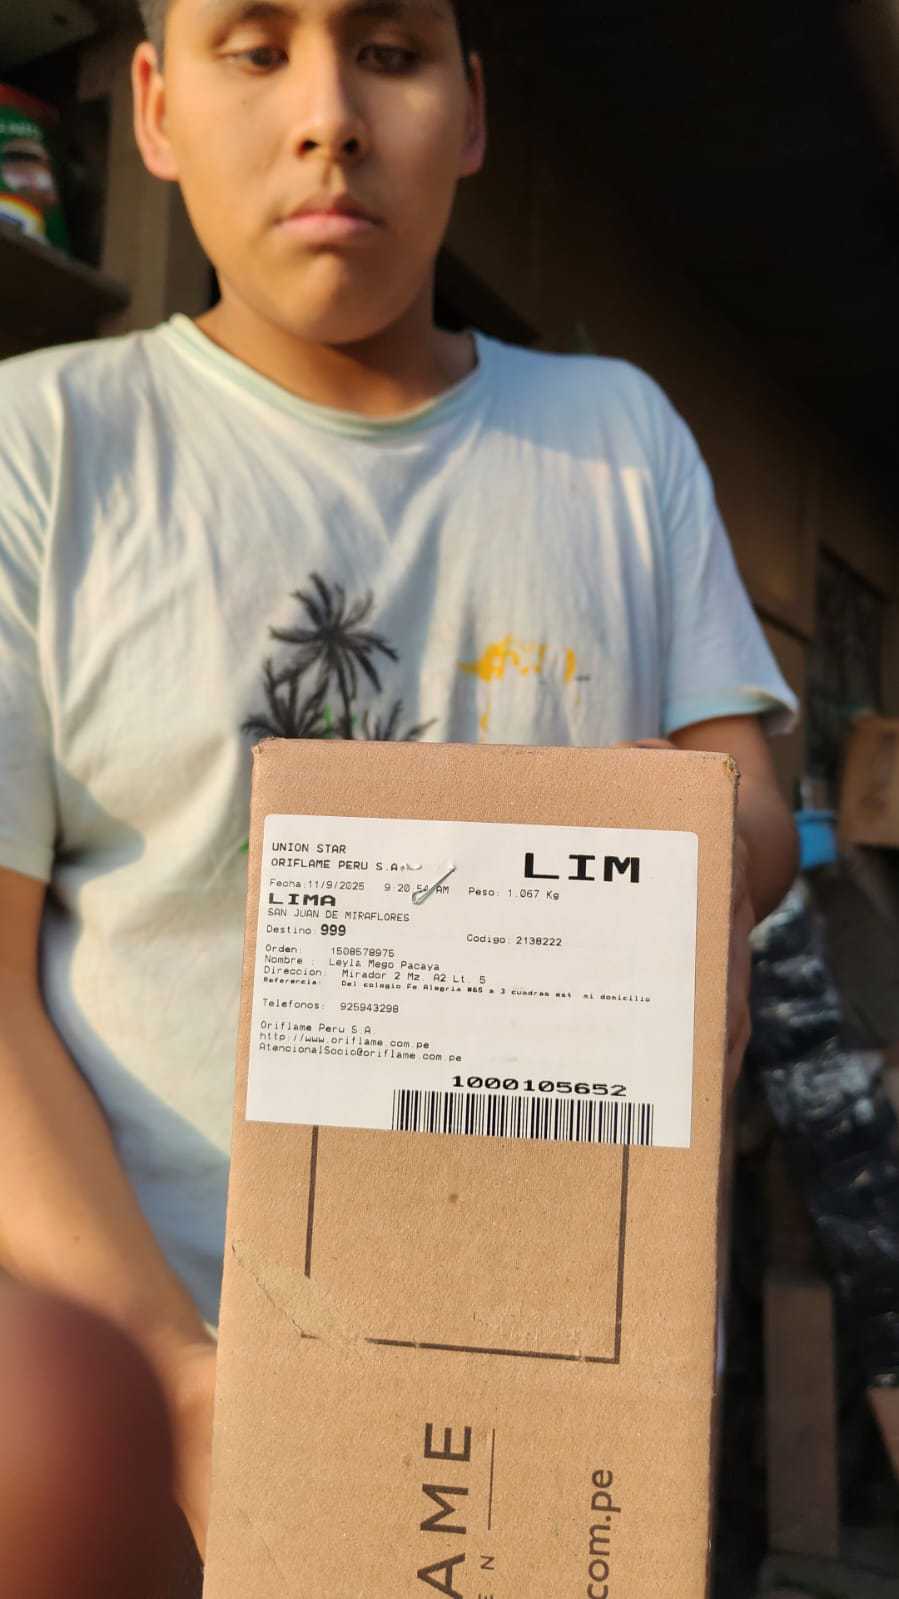 UNION STAR
ORIFLAME PERU S.A.
LIM
Fecha:11/9/2025 9:20:54 AM Peso: 1.067 Kg
LIMA
SAN JUAN DE MIRAFLORES
Destino: 999
Codigo: 2138222
Orden: 1508578975
Nombre : Leyla Mego Pacaya
Direccion: Mirador 2 Mz. A2 Lt. 5
Referencia: Del colegio Fe Alegria #65 a 3 cuadras est mi domicilio
Telefonos: 925943298
Oriflame Peru S.A.
http://www.oriflame.com.pe
AtencionalSocio@oriflame.com.pe
1000105652
AME
EN
com.pe